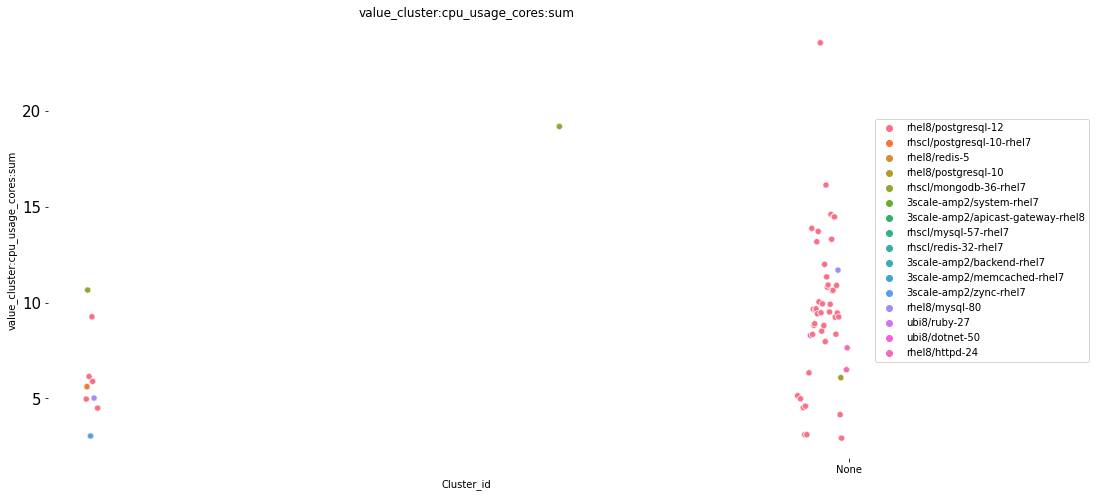 value_cluster:cpu_usage_cores:sum
value_cluster:cpu_usage_cores:sum
20
15
10
5
None
Cluster_id
rhel8/postgresql-12
rhscl/postgresql-10-rhel7
rhel8/redis-5
rhel8/postgresql-10
rhscl/mongodb-36-rhel7
3scale-amp2/system-rhel7
3scale-amp2/apicast-gateway-rhel8
rhscl/mysql-57-rhel7
rhscl/redis-32-rhel7
3scale-amp2/backend-rhel7
3scale-amp2/memcached-rhel7
3scale-amp2/zync-rhel7
rhel8/mysql-80
ubi8/ruby-27
ubi8/dotnet-50
rhel8/httpd-24